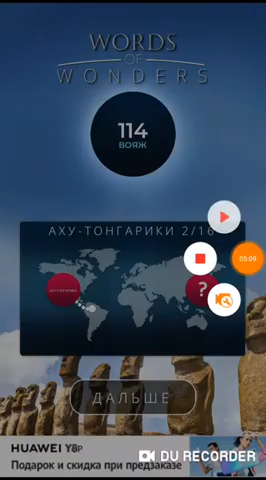 WORDS
OF
WONDERS
114
ВОЯЖ
АХУ-ТОНГАРИКИ 2/16
?
05:09
ДАЛЬШЕ
DU RECORDER
HUAWEI Y8P
Подарок и скидка при предзаказе